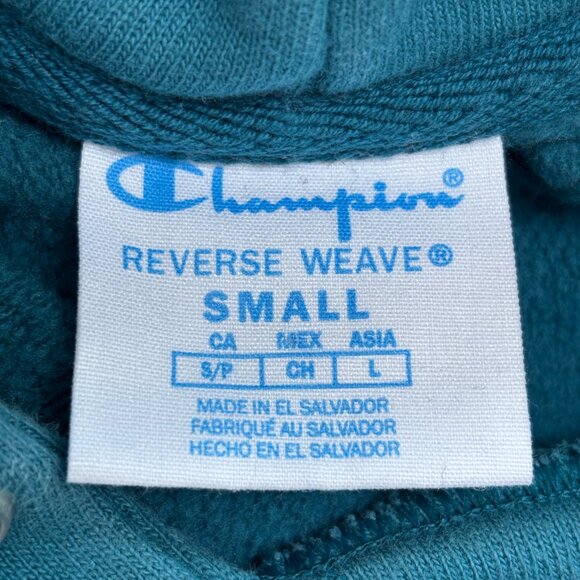 Champion®
REVERSE WEAVE®
SMALL
CA MEX ASIA
S/P CH L
MADE IN EL SALVADOR
FABRIQUÉ AU SALVADOR
HECHO EN EL SALVADOR